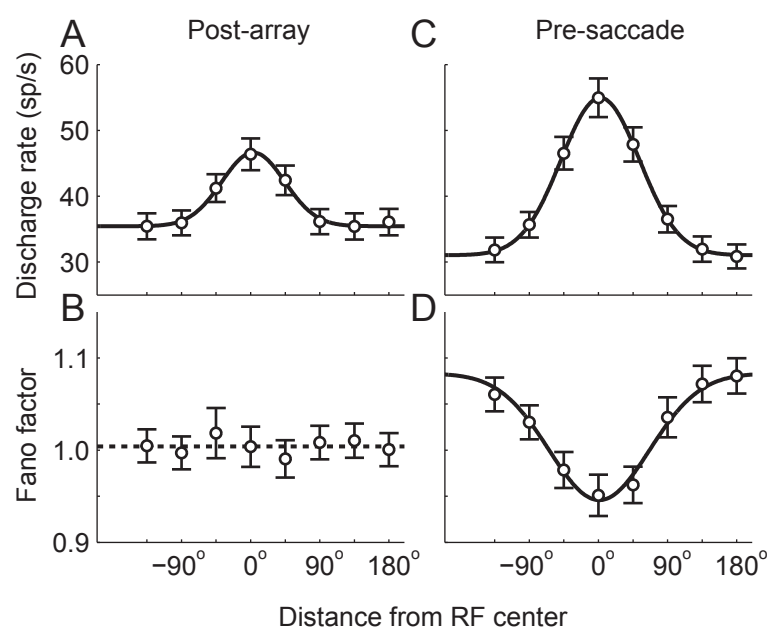 A Post-array C Pre-saccade
Discharge rate (sp/s)
60
50
40
30
B D
Fano factor
1.1
1.0
0.9
−90° 0° 90° 180° −90° 0° 90° 180°
Distance from RF center